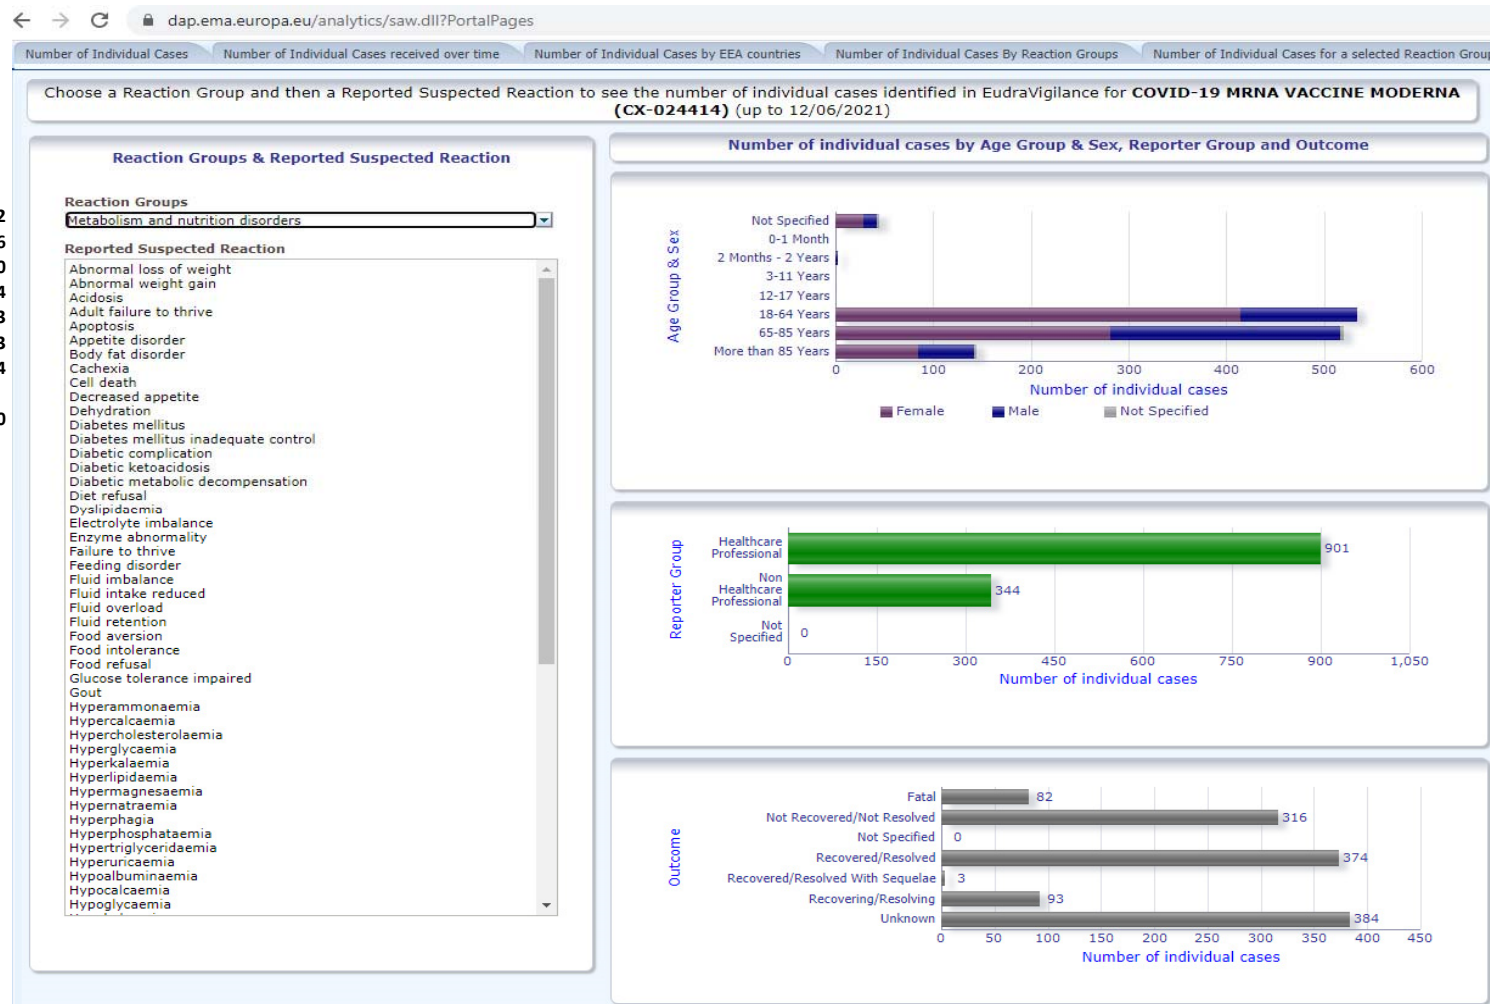 dap.ema.europa.eu/analytics/saw.dll?PortalPages
Number of Individual Cases
Number of Individual Cases received over time
Number of Individual Cases by EEA countries
Number of Individual Cases By Reaction Groups
Number of Individual Cases for a selected Reaction Group
Choose a Reaction Group and then a Reported Suspected Reaction to see the number of individual cases identified in EudraVigilance for COVID-19 MRNA VACCINE MODERNA
(CX-024414) (up to 12/06/2021)
Reaction Groups & Reported Suspected Reaction
Reaction Groups
Metabolism and nutrition disorders
Reported Suspected Reaction
Abnormal loss of weight
Abnormal weight gain
Acidosis
Adult failure to thrive
Apoptosis
Appetite disorder
Body fat disorder
Cachexia
Cell death
Decreased appetite
Dehydration
Diabetes mellitus
Diabetes mellitus inadequate control
Diabetic complication
Diabetic ketoacidosis
Diabetic metabolic decompensation
Diet refusal
Dyslipidaemia
Electrolyte imbalance
Enzyme abnormality
Failure to thrive
Feeding disorder
Fluid imbalance
Fluid intake reduced
Fluid overload
Fluid retention
Food aversion
Food intolerance
Food refusal
Glucose tolerance impaired
Gout
Hyperammonaemia
Hypercalcaemia
Hypercholesterolaemia
Hyperglycaemia
Hyperkalaemia
Hyperlipidaemia
Hypermagnesaemia
Hypernatraemia
Hyperphagia
Hyperphosphataemia
Hypertriglyceridaemia
Hyperuricaemia
Hypoalbuminaemia
Hypocalcaemia
Hypoglycaemia
2
6
0
4
3
3
4
0
Number of individual cases by Age Group & Sex, Reporter Group and Outcome
Age Group & Sex
Not Specified
0-1 Month
2 Months - 2 Years
3-11 Years
12-17 Years
18-64 Years
65-85 Years
More than 85 Years
0 100 200 300 400 500 600
Number of individual cases
Female Male Not Specified
Reporter Group
Healthcare
Professional
901
Non
Healthcare
Professional
344
Not
Specified
0
0 150 300 450 600 750 900 1,050
Number of individual cases
Outcome
Fatal 82
Not Recovered/Not Resolved 316
Not Specified 0
Recovered/Resolved 374
Recovered/Resolved With Sequelae 3
Recovering/Resolving 93
Unknown 384
0 50 100 150 200 250 300 350 400 450
Number of individual cases